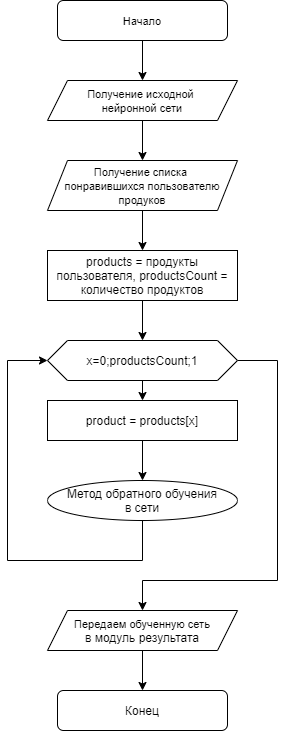 Начало
Получение исходной
нейронной сети
Получение списка
понравившихся пользователю
продуков
products = продукты
пользователя, productsCount =
количество продуктов
x=0;productsCount;1
product = products[x]
Метод обратного обучения
в сети
Передаем обученную сеть
в модуль результата
Конец